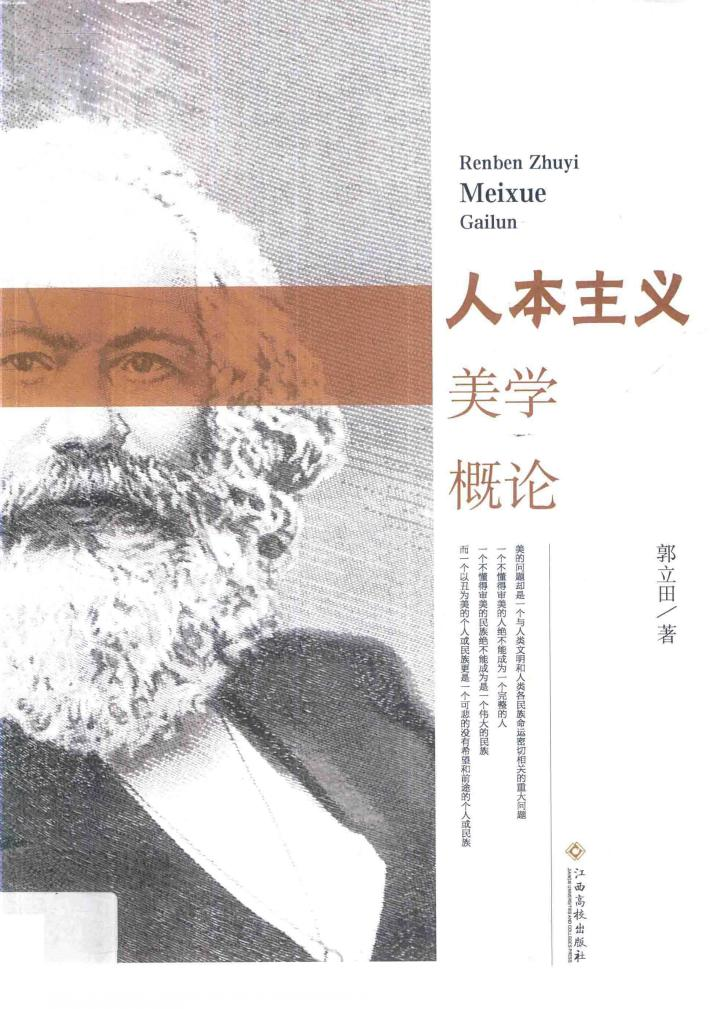 Renben Zhuyi
Meixue
Gailun
人本主义
美学
概论
郭立田／著
美的问题却是一个与人类文明和人类各民族命运密切相关的重大问题
一个不懂得审美的人绝不能成为一个完整的人
一个不懂得审美的民族绝不能成为是一个伟大的民族
而一个以丑为美的个人或民族更是一个可悲的没有希望和前途的个人或民族
江西高校出版社
JIANGXI UNIVERSITIES AND COLLEGES PRESS